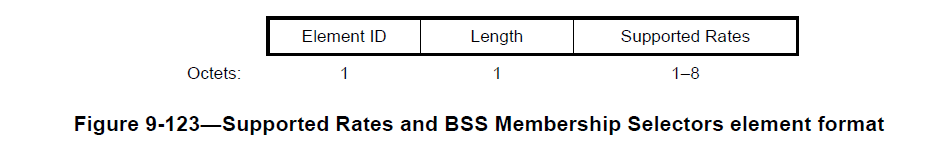 Element ID Length Supported Rates
Octets: 1 1 1–8
Figure 9-123—Supported Rates and BSS Membership Selectors element format